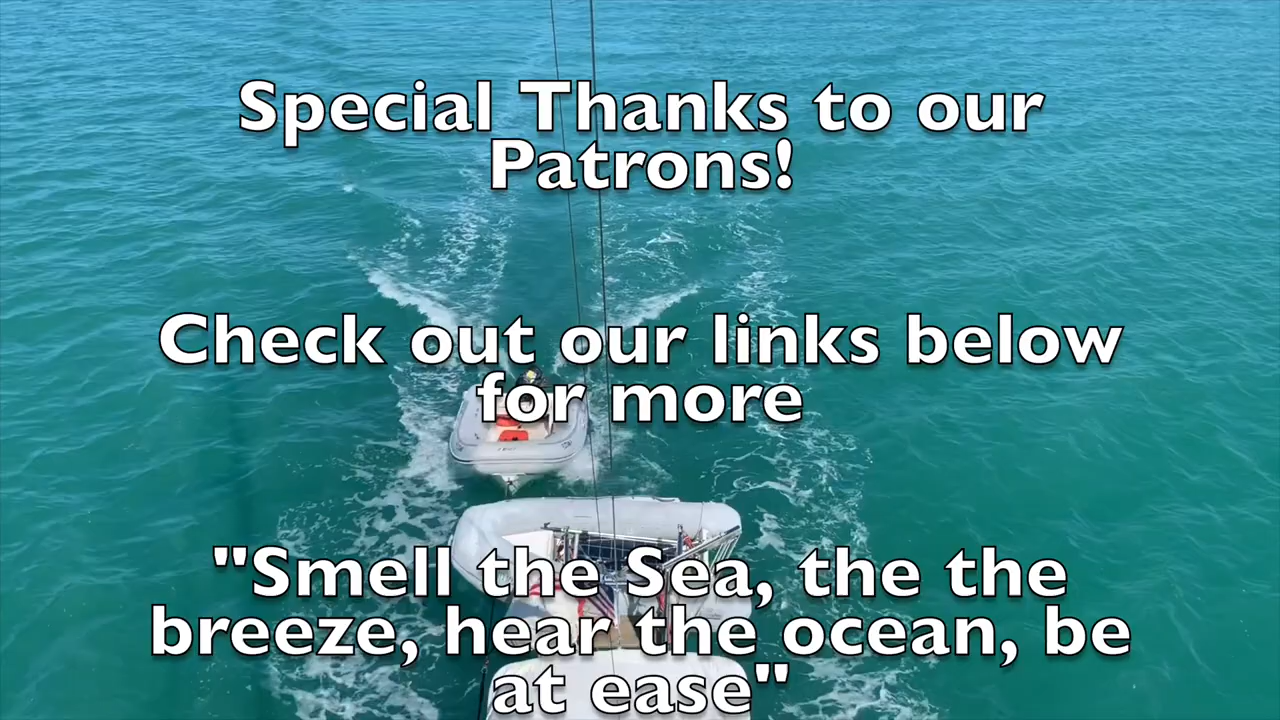 Special Thanks to our
Patrons!
Check out our links below
for more
"Smell the Sea, the the
breeze, hear the ocean, be
at ease"